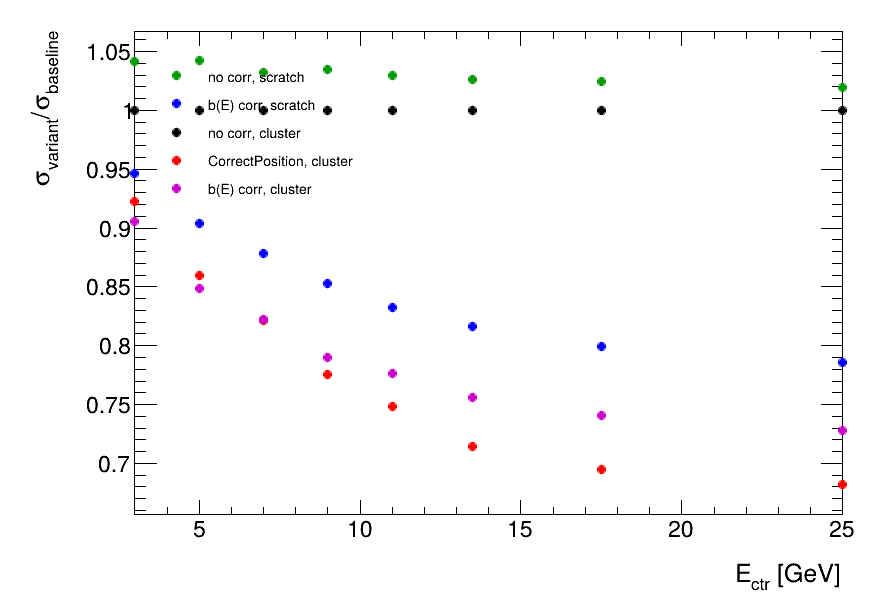 σvariant/σbaseline
1.05
1
0.95
0.9
0.85
0.8
0.75
0.7
no corr, scratch
b(E) corr, scratch
no corr, cluster
CorrectPosition, cluster
b(E) corr, cluster
5 10 15 20 25
Ectr [GeV]